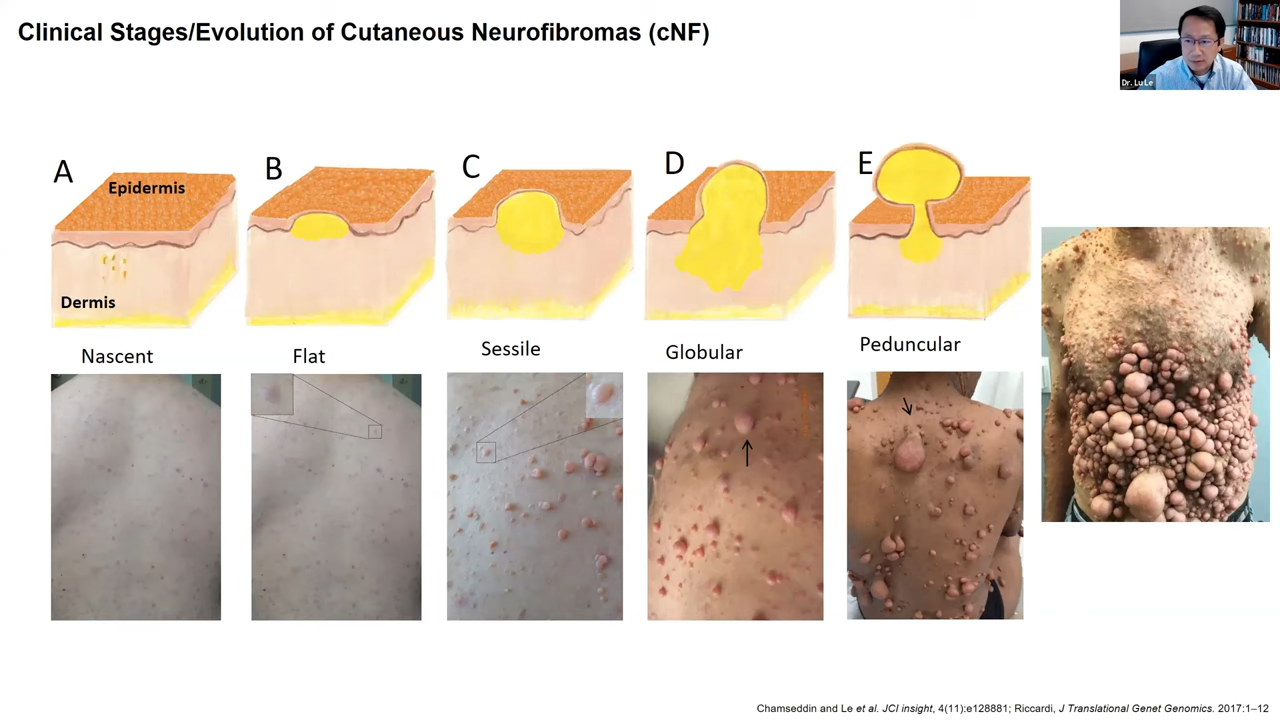 Clinical Stages/Evolution of Cutaneous Neurofibromas (cNF)
Dr. Lu Le
A
B
C
D
E
Epidermis
Dermis
Nascent
Flat
Sessile
Globular
Peduncular
Chamseddin and Le et al. JCI insight, 4(11):e128881; Riccardi, J Translational Genet Genomics. 2017:1–12